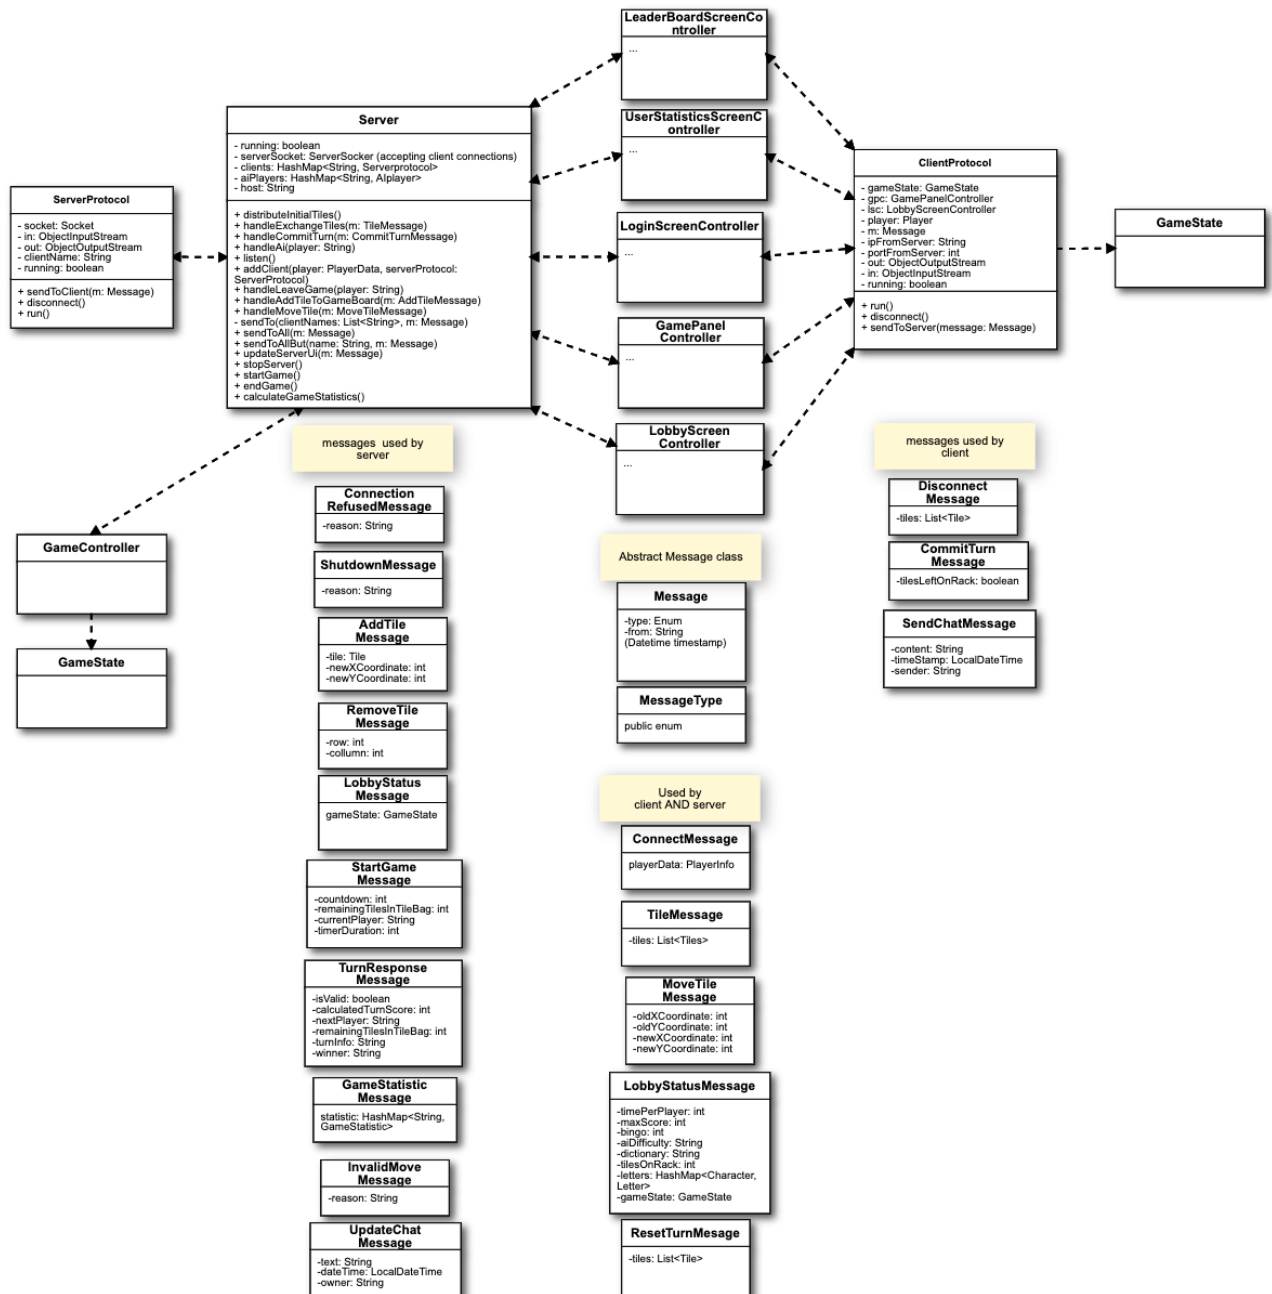 LeaderBoardScreenCo
ntroller
...
UserStatisticsScreenC
ontroller
...
LoginScreenController
...
GamePanel
Controller
...
LobbyScreen
Controller
...
Server
- running: boolean
- serverSocket: ServerSocker (accepting client connections)
- clients: HashMap<String, Serverprotocol>
- aiPlayers: HashMap<String, AIplayer>
- host: String
+ distributeInitialTiles()
+ handleExchangeTiles(m: TileMessage)
+ handleCommitTurn(m: CommitTurnMessage)
+ handleAi(player: String)
+ listen()
+ addClient(player: PlayerData, serverProtocol:
ServerProtocol)
+ handleLeaveGame(player: String)
+ handleAddTileToGameBoard(m: AddTileMessage)
+ handleMoveTile(m: MoveTileMessage)
- sendTo(clientNames: List<String>, m: Message)
+ sendToAll(m: Message)
+ sendToAllBut(name: String, m: Message)
+ updateServerUi(m: Message)
+ stopServer()
+ startGame()
+ endGame()
+ calculateGameStatistics()
ServerProtocol
- socket: Socket
- in: ObjectInputStream
- out: ObjectOutputStream
- clientName: String
- running: boolean
+ sendToClient(m: Message)
+ disconnect()
+ run()
ClientProtocol
- gameState: GameState
- gpc: GamePanelController
- lsc: LobbyScreenController
- player: Player
- m: Message
- ipFromServer: String
- portFromServer: int
- out: ObjectOutputStream
- in: ObjectInputStream
- running: boolean
+ run()
+ disconnect()
+ sendToServer(message: Message)
GameState
GameController
GameState
messages used by
server
Connection
RefusedMessage
-reason: String
ShutdownMessage
-reason: String
AddTile
Message
-tile: Tile
-newXCoordinate: int
-newYCoordinate: int
RemoveTile
Message
-row: int
-collumn: int
LobbyStatus
Message
gameState: GameState
StartGame
Message
-countdown: int
-remainingTilesInTileBag: int
-currentPlayer: String
-timerDuration: int
TurnResponse
Message
-isValid: boolean
-calculatedTurnScore: int
-nextPlayer: String
-remainingTilesInTileBag: int
-turnInfo: String
-winner: String
GameStatistic
Message
statistic: HashMap<String,
GameStatistic>
InvalidMove
Message
-reason: String
UpdateChat
Message
-text: String
-dateTime: LocalDateTime
-owner: String
Abstract Message class
Message
-type: Enum
-from: String
(Datetime timestamp)
MessageType
public enum
Used by
client AND server
ConnectMessage
playerData: PlayerInfo
TileMessage
-tiles: List<Tiles>
MoveTile
Message
-oldXCoordinate: int
-oldYCoordinate: int
-newXCoordinate: int
-newYCoordinate: int
LobbyStatusMessage
-timePerPlayer: int
-maxScore: int
-bingo: int
-aiDifficulty: String
-dictionary: String
-tilesOnRack: int
-letters: HashMap<Character,
Letter>
-gameState: GameState
ResetTurnMesage
-tiles: List<Tile>
messages used by
client
Disconnect
Message
-tiles: List<Tile>
CommitTurn
Message
-tilesLeftOnRack: boolean
SendChatMessage
-content: String
-timeStamp: LocalDateTime
-sender: String